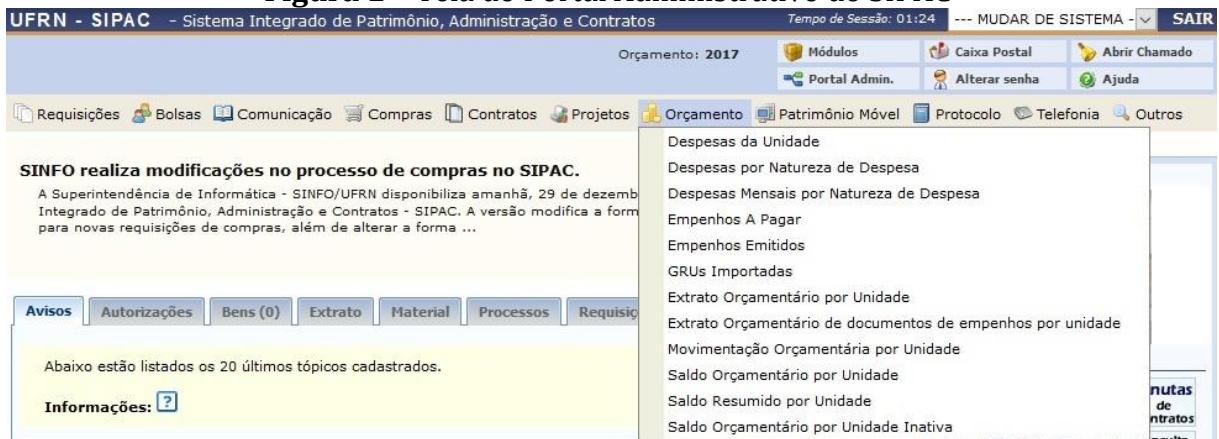 UFRN - SIPAC - Sistema Integrado de Patrimônio, Administração e Contratos Tempo de Sessão: 01:24 --- MUDAR DE SISTEMA - SAIR
Orçamento: 2017 Módulos Caixa Postal Abrir Chamado
Portal Admin. Alterar senha Ajuda
Requisições Bolsas Comunicação Compras Contratos Projetos Orçamento Patrimônio Móvel Protocolo Telefonia Outros
Despesas da Unidade
Despesas por Natureza de Despesa
Despesas Mensais por Natureza de Despesa
Empenhos A Pagar
Empenhos Emitidos
GRUs Importadas
Extrato Orçamentário por Unidade
Extrato Orçamentário de documentos de empenhos por unidade
Movimentação Orçamentária por Unidade
Saldo Orçamentário por Unidade
Saldo Resumido por Unidade
Saldo Orçamentário por Unidade Inativa
SINFO realiza modificações no processo de compras no SIPAC.
A Superintendência de Informática - SINFO/UFRN disponibiliza amanhã, 29 de dezemb
Integrado de Patrimônio, Administração e Contratos - SIPAC. A versão modifica a form
para novas requisições de compras, além de alterar a forma ...
Avisos Autorizações Bens (0) Extrato Material Processos Requisiç
Abaixo estão listados os 20 últimos tópicos cadastrados.
Informações: ?
nutas
de
ntratos